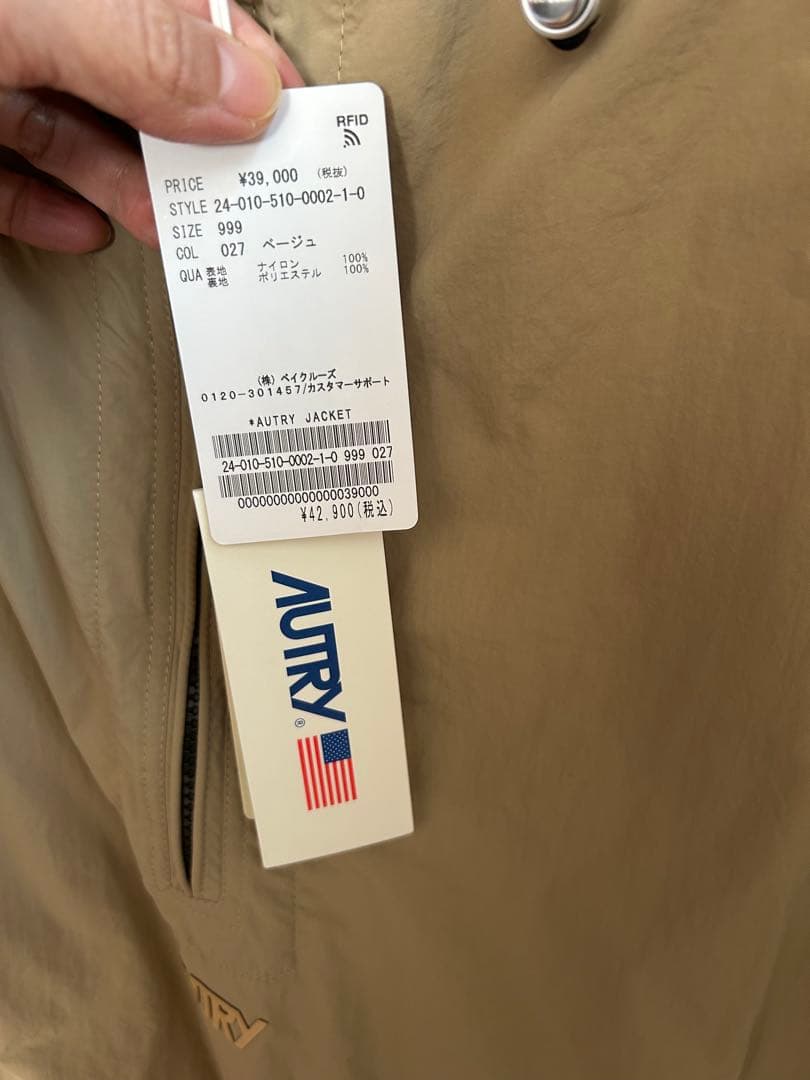 RFID
PRICE ¥39,000 (税抜)
STYLE 24-010-510-0002-1-0
SIZE 999
COL 027 ベージュ
QUA 表地 ナイロン 100%
裏地 ポリエステル 100%
(株) ベイクルーズ
0120-301457/カスタマーサポート
*AUTRY JACKET
24-010-510-0002-1-0 999 027
00000000000000039000
¥42,900(税込)
AUTRY®
UTRY